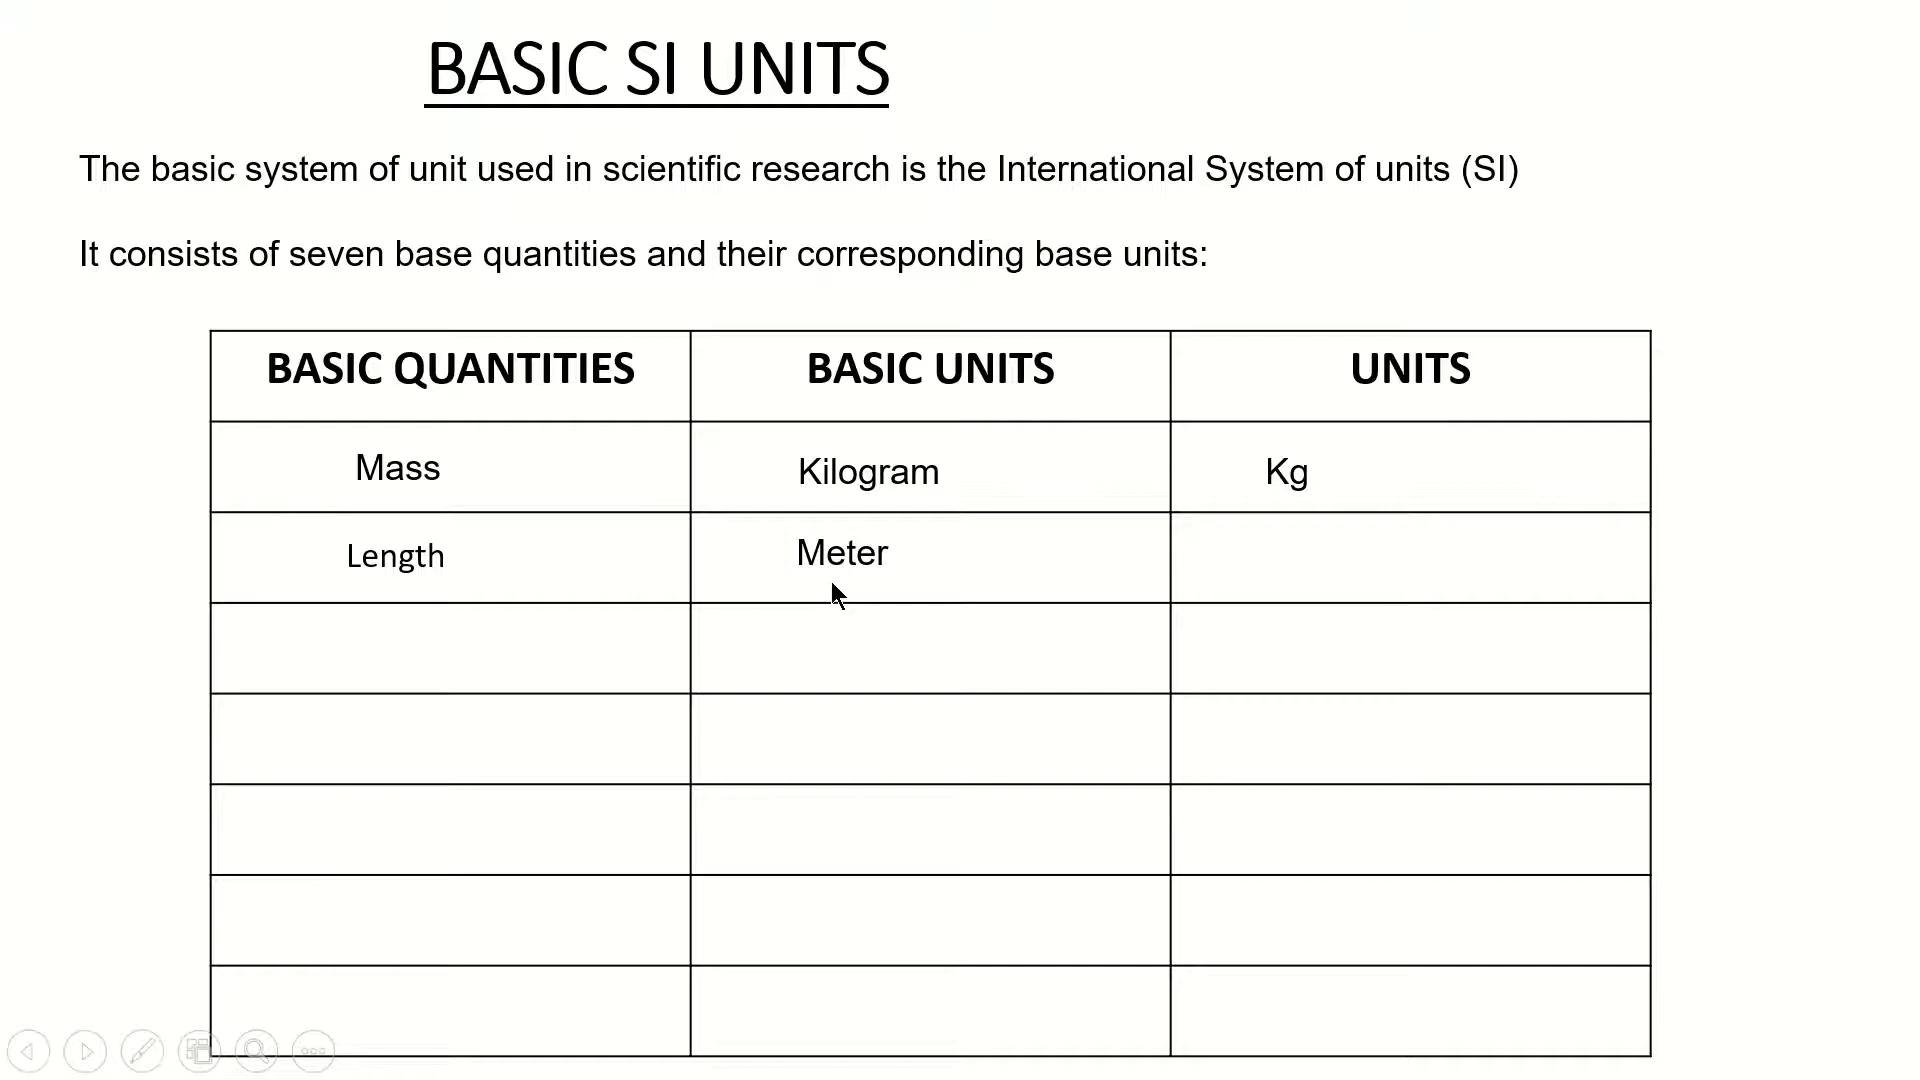 BASIC SI UNITS
The basic system of unit used in scientific research is the International System of units (SI)
It consists of seven base quantities and their corresponding base units:
BASIC QUANTITIES BASIC UNITS UNITS
Mass Kilogram Kg
Length Meter